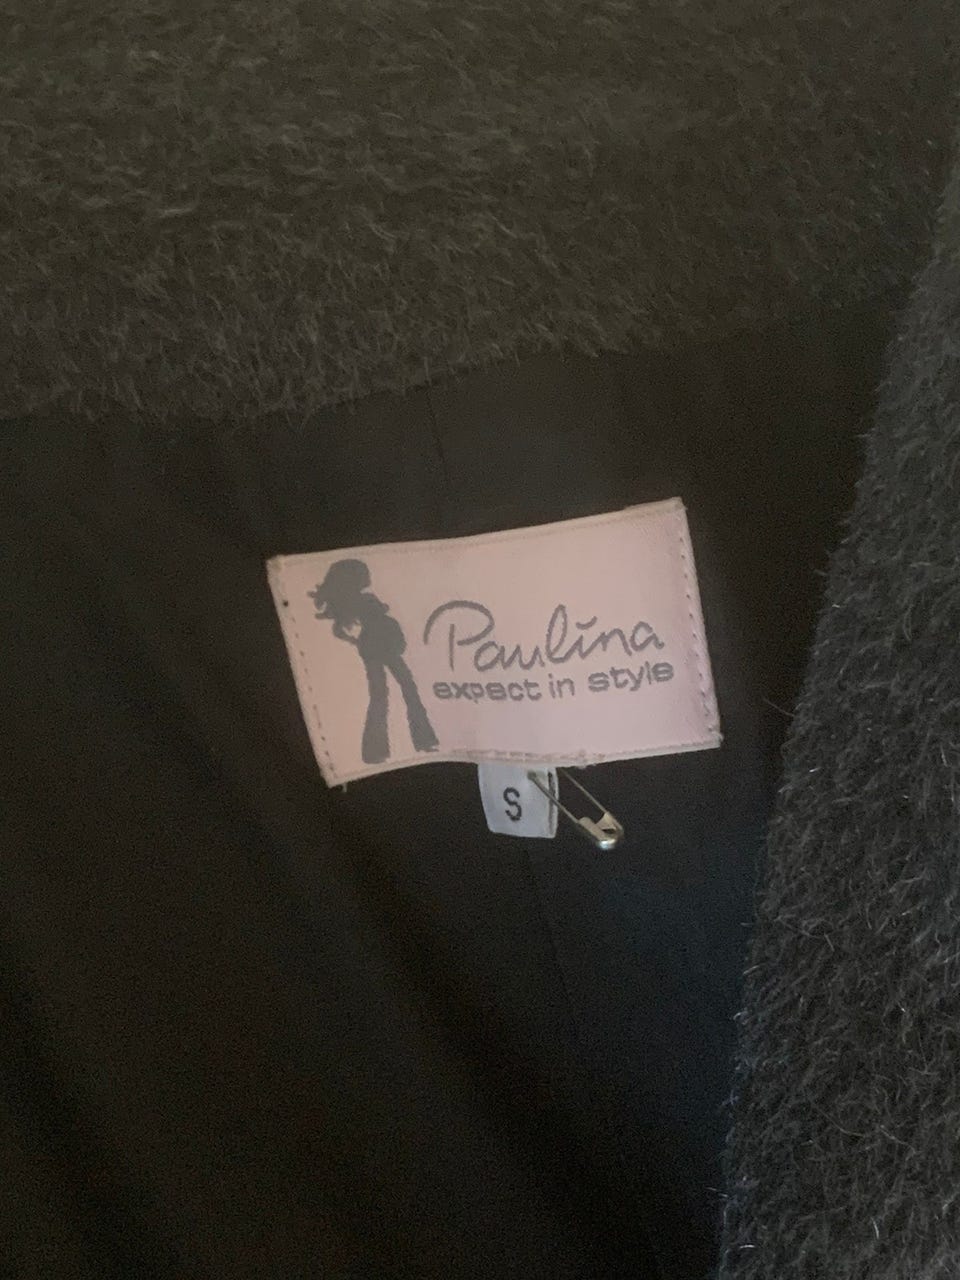 Paulina
expect in style
S